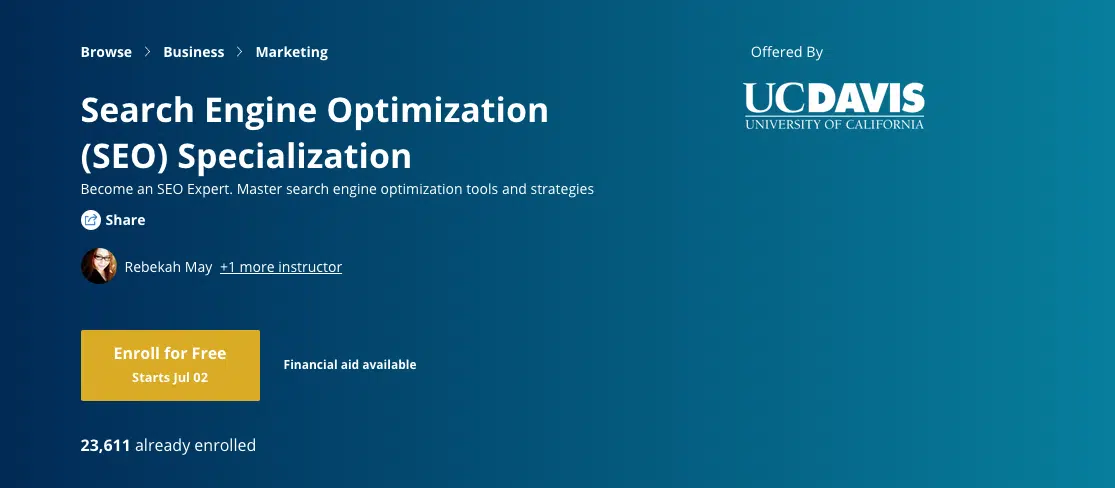 Browse > Business > Marketing
Offered By
UCDAVIS
UNIVERSITY OF CALIFORNIA
Search Engine Optimization
(SEO) Specialization
Become an SEO Expert. Master search engine optimization tools and strategies
Share
Rebekah May +1 more instructor
Enroll for Free
Starts Jul 02
Financial aid available
23,611 already enrolled